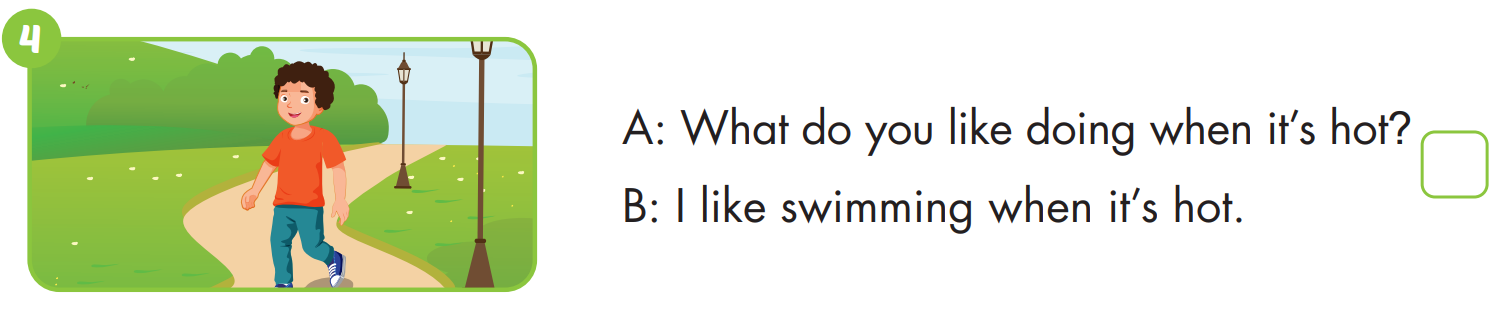 4
A: What do you like doing when it's hot?
B: I like swimming when it's hot.